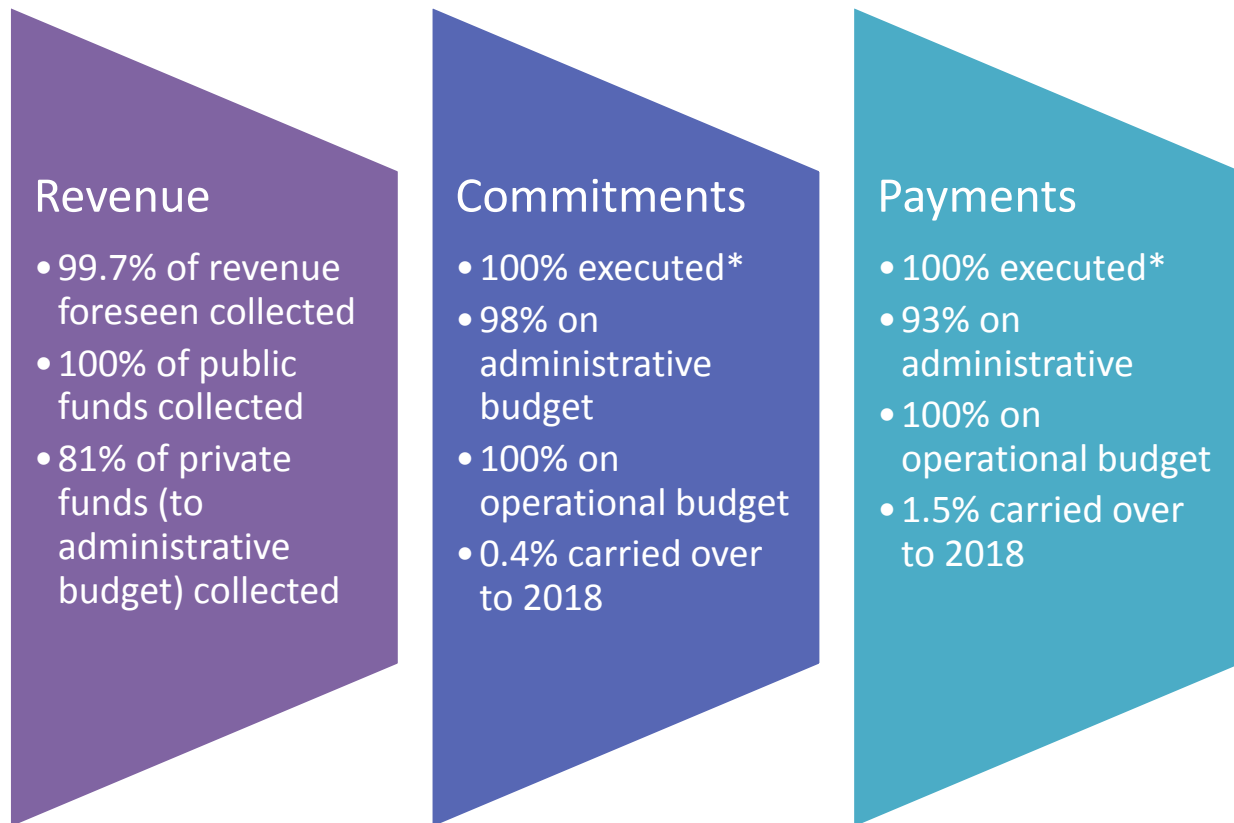 Revenue
•99.7% of revenue
foreseen collected
•100% of public
funds collected
•81% of private
funds (to
administrative
budget) collected
Commitments
•100% executed*
•98% on
administrative
budget
•100% on
operational budget
•0.4% carried over
to 2018
Payments
•100% executed*
•93% on
administrative
•100% on
operational budget
•1.5% carried over
to 2018